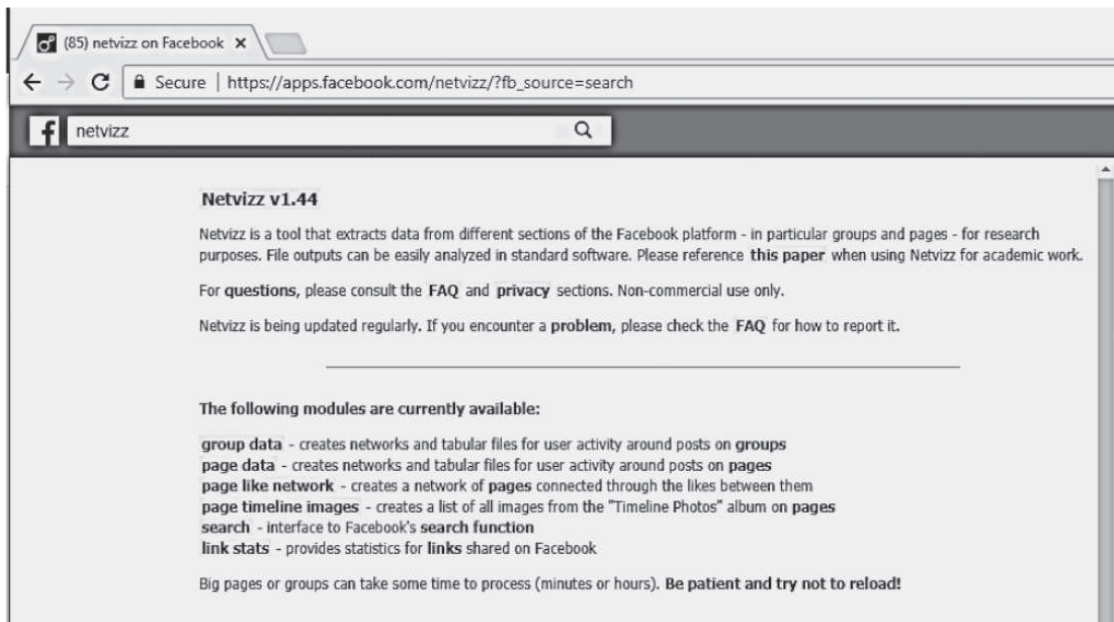 (85) netvizz on Facebook
Secure | https://apps.facebook.com/netvizz/?fb_source=search
netvizz
Netvizz v1.44
Netvizz is a tool that extracts data from different sections of the Facebook platform - in particular groups and pages - for research
purposes. File outputs can be easily analyzed in standard software. Please reference this paper when using Netvizz for academic work.
For questions, please consult the FAQ and privacy sections. Non-commercial use only.
Netvizz is being updated regularly. If you encounter a problem, please check the FAQ for how to report it.
The following modules are currently available:
group data - creates networks and tabular files for user activity around posts on groups
page data - creates networks and tabular files for user activity around posts on pages
page like network - creates a network of pages connected through the likes between them
page timeline images - creates a list of all images from the "Timeline Photos" album on pages
search - interface to Facebook's search function
link stats - provides statistics for links shared on Facebook
Big pages or groups can take some time to process (minutes or hours). Be patient and try not to reload!